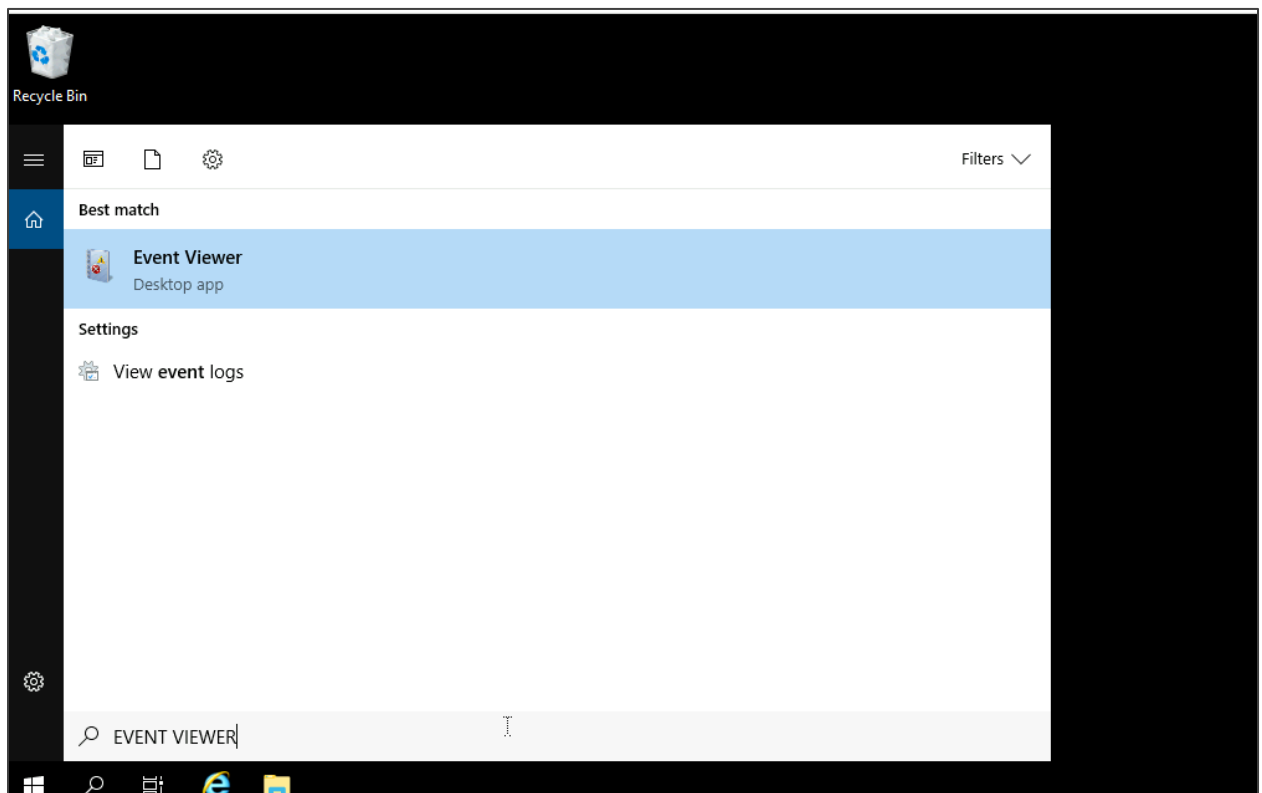 Recycle Bin
Filters
Best match
Event Viewer
Desktop app
Settings
View event logs
EVENT VIEWER